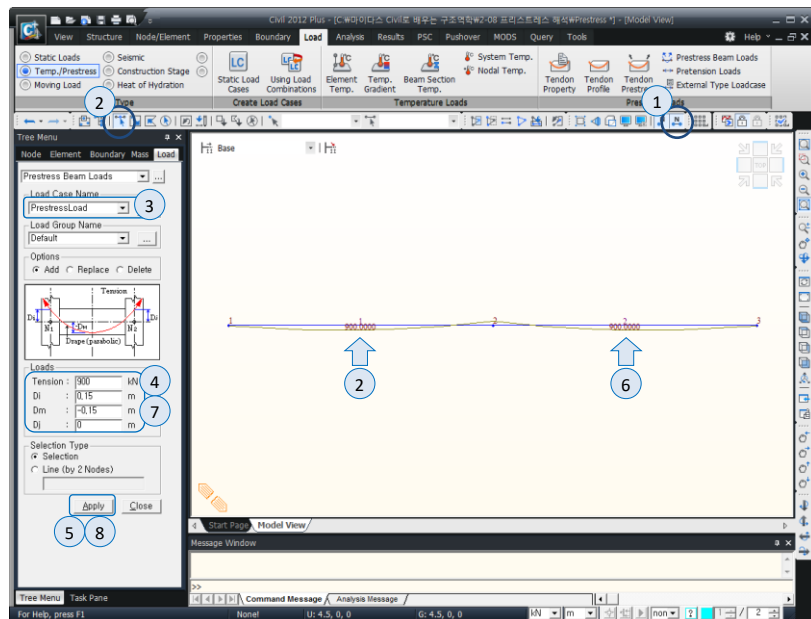 Civil 2012 Plus - [C:₩마이다스 Civil로 배우는 구조역학₩2-08 프리스트레스 해석₩Prestress *] - [Model View]
View Structure Node/Element Properties Boundary Load Analysis Results PSC Pushover MODS Query Tools Help
Static Loads Seismic
Temp./Prestress Construction Stage
Moving Load Heat of Hydration
Static Load Cases
Using Load Combinations
Element Temp.
Temp. Gradient
Beam Section Temp.
System Temp.
Nodal Temp.
Tendon Property
Tendon Profile
Tendon
Prestress Beam Loads
Pretension Loads
External Type Loadcase
Type Create Load Cases Temperature Loads
2
1
Tree Menu
Node Element Boundary Mass Load
Prestress Beam Loads
...
Load Case Name
PrestressLoad
3
Load Group Name
Default
...
Options
Add Replace Delete
Tension
Di Dj
N1 DM N2
Drape (parabolic)
Loads
Tension : 900 kN
4
Di : 0,15 m
Dm : -0,15 m
7
Dj : 0 m
Selection Type
Selection
Line (by 2 Nodes)
Apply Close
5 8
Base
TOP
1 1 2 2 3
900.0000 900.0000
2
6
Start Page Model View
Message Window
>>
Command Message Analysis Message
Tree Menu Task Pane
For Help, press F1
None! U: 4.5, 0, 0 G: 4.5, 0, 0 kN m non 1 / 2